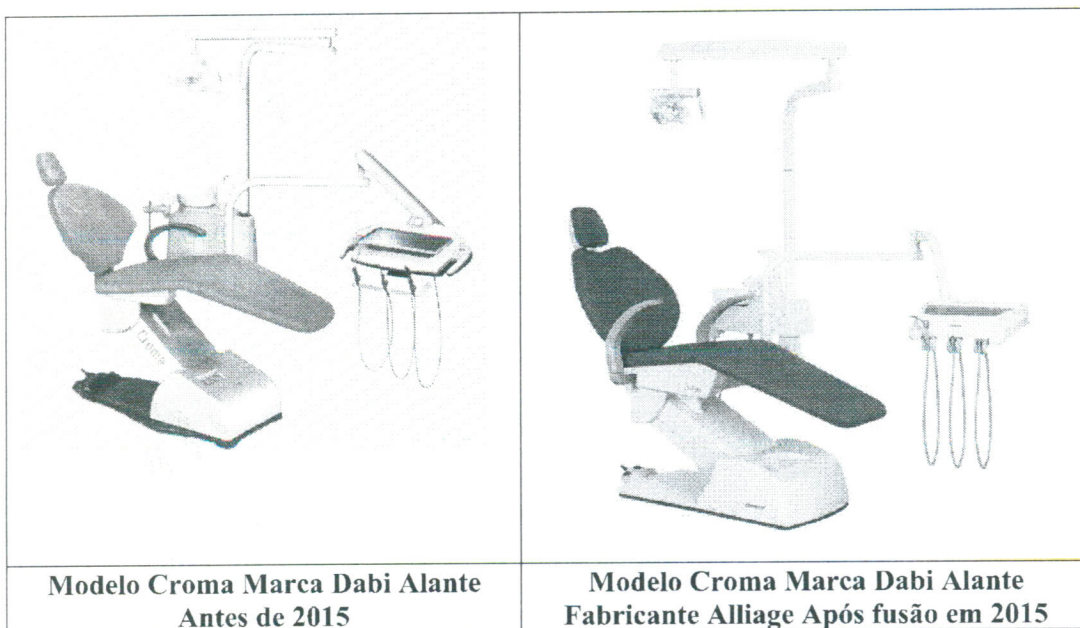 Croma
Modelo Croma Marca Dabi Alante
Antes de 2015
Modelo Croma Marca Dabi Alante
Fabricante Alliage Após fusão em 2015